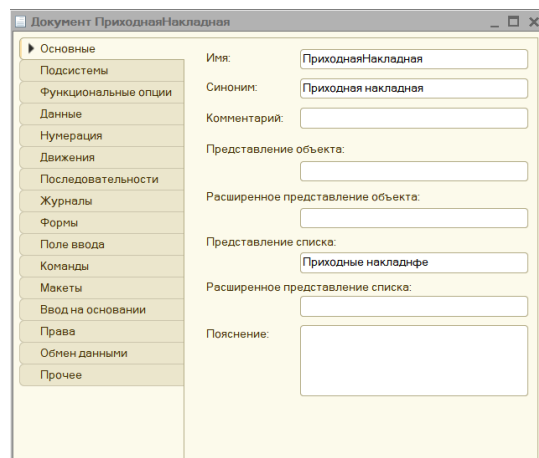 Документ ПриходнаяНакладная
Основные
Подсистемы
Функциональные опции
Данные
Нумерация
Движения
Последовательности
Журналы
Формы
Поле ввода
Команды
Макеты
Ввод на основании
Права
Обмен данными
Прочее
Имя: ПриходнаяНакладная
Синоним: Приходная накладная
Комментарий:
Представление объекта:
Расширенное представление объекта:
Представление списка:
Приходные накладнфе
Расширенное представление списка:
Пояснение: